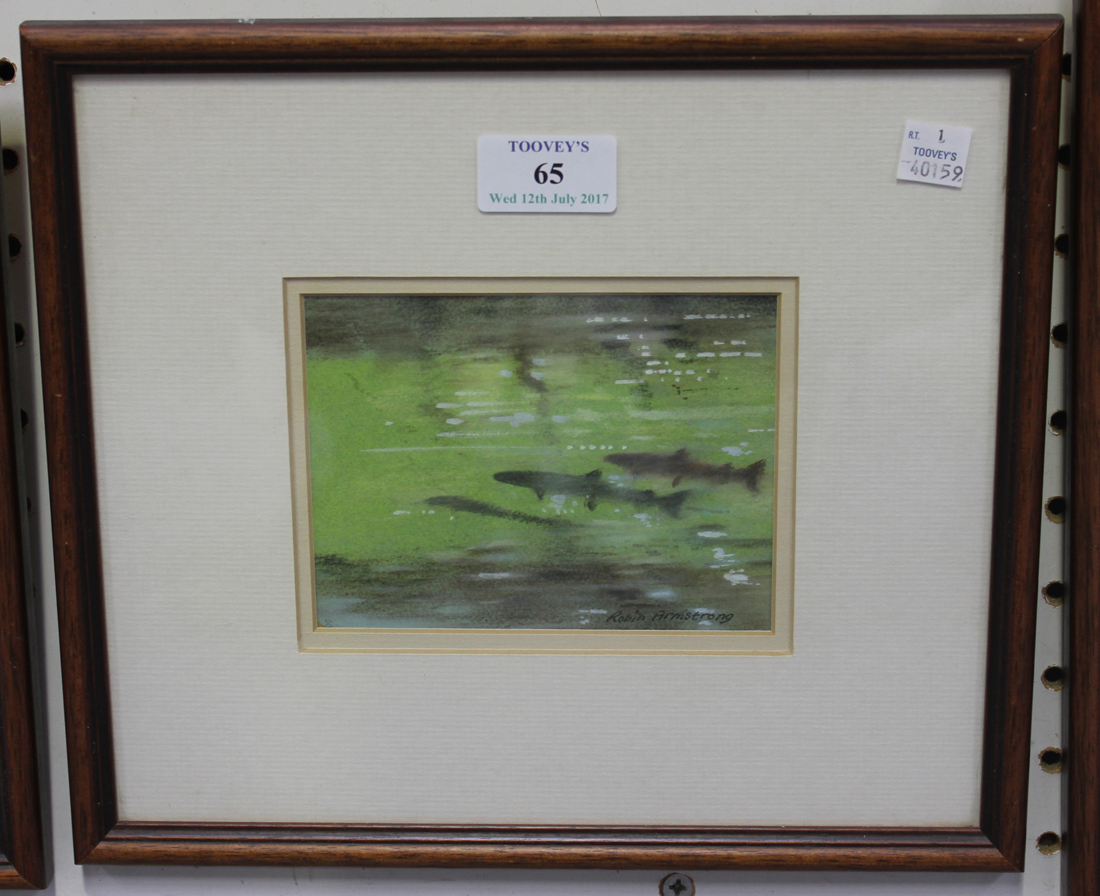 TOOVEY'S
65
Wed 12th July 2017
R.T. 1
TOOVEY'S
40159
Robin Armstrong